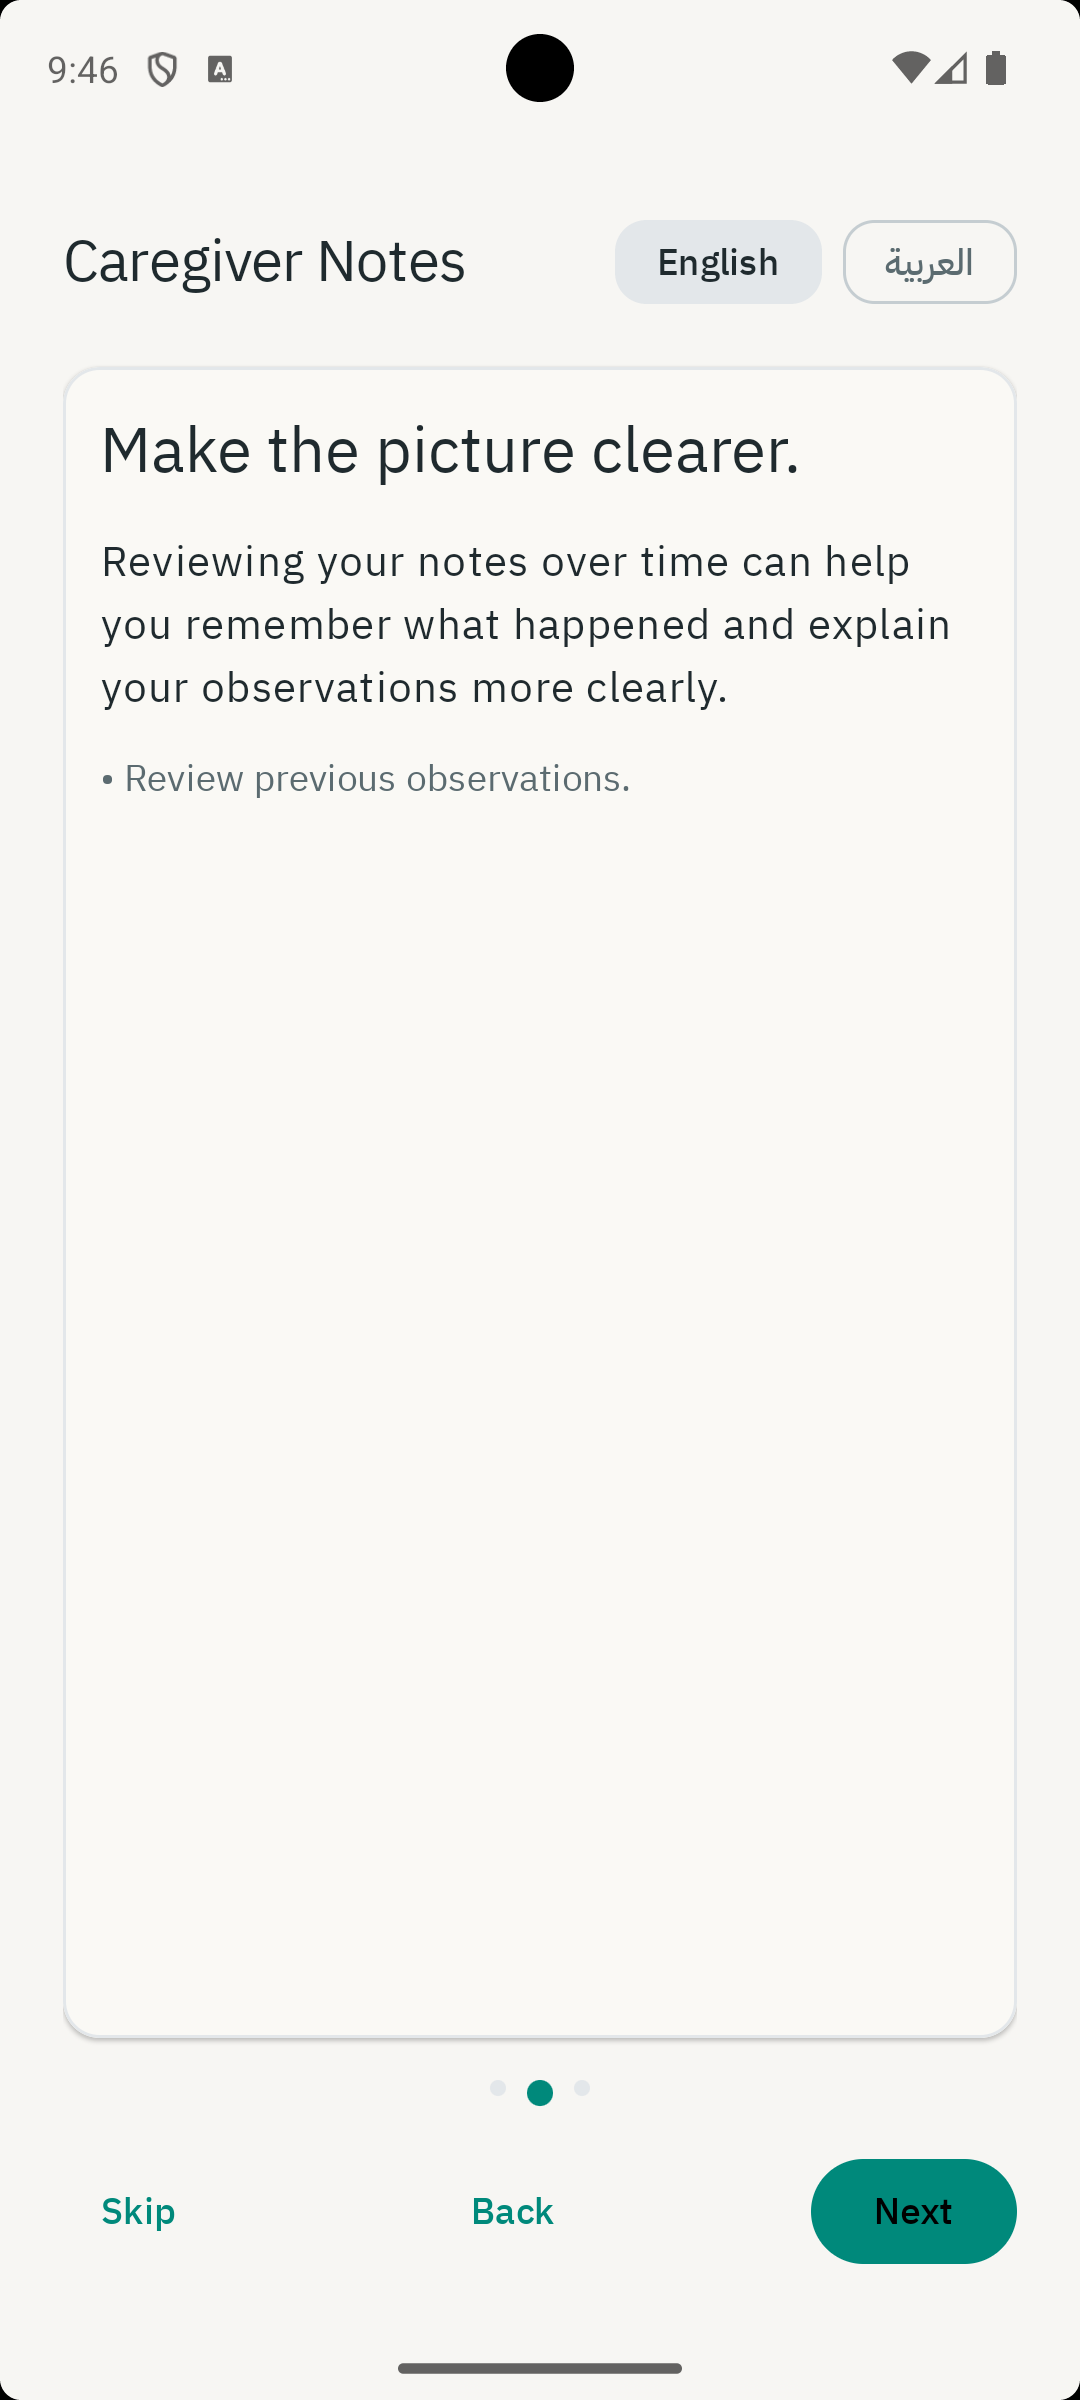 9:46
Caregiver Notes
English
العربية
Make the picture clearer.
Reviewing your notes over time can help
you remember what happened and explain
your observations more clearly.
• Review previous observations.
Skip
Back
Next